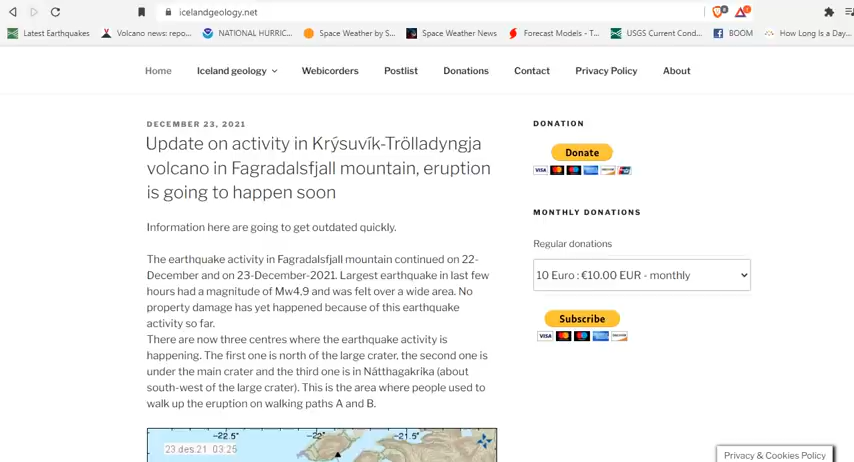 icelandgeology.net
Latest Earthquakes
Volcano news: repo...
NATIONAL HURRIC...
Space Weather by S...
Space Weather News
Forecast Models - T...
USGS Current Cond...
BOOM
How Long Is a Day...
Home
Iceland geology
Webicorders
Postlist
Donations
Contact
Privacy Policy
About
DECEMBER 23, 2021
Update on activity in Krýsuvík-Trölladyngja
volcano in Fagradalsfjall mountain, eruption
is going to happen soon
Information here are going to get outdated quickly.
The earthquake activity in Fagradalsfjall mountain continued on 22-
December and on 23-December-2021. Largest earthquake in last few
hours had a magnitude of Mw4,9 and was felt over a wide area. No
property damage has yet happened because of this earthquake
activity so far.
There are now three centres where the earthquake activity is
happening. The first one is north of the large crater, the second one is
under the main crater and the third one is in Nátthagakrika (about
south-west of the large crater). This is the area where people used to
walk up the eruption on walking paths A and B.
-22.5°
-22°
-21.5°
23.des.21 03:25
DONATION
Donate
VISA
MONTHLY DONATIONS
Regular donations
10 Euro : €10.00 EUR - monthly
Subscribe
VISA
Privacy & Cookies Policy